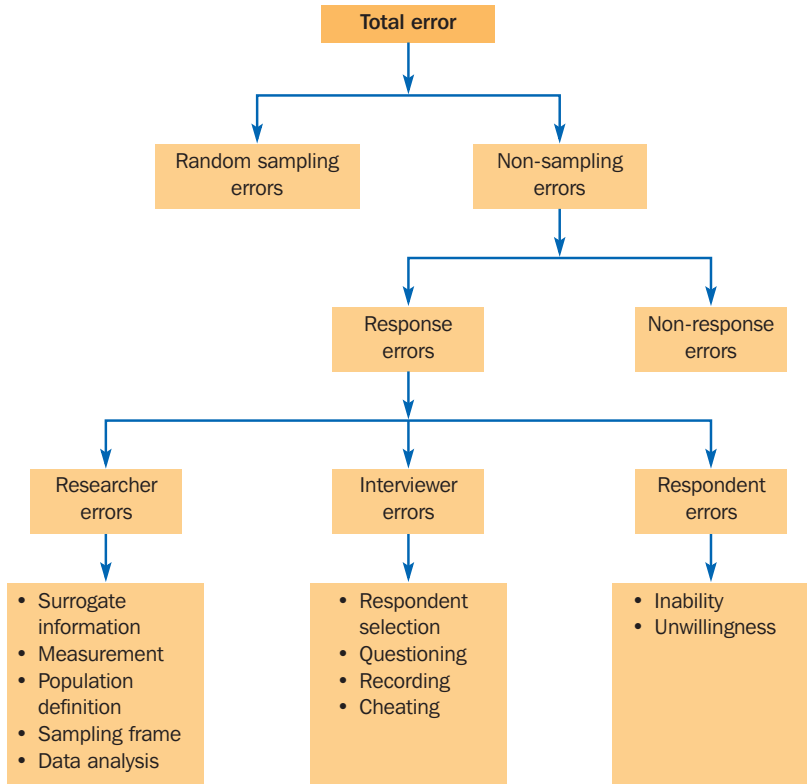 Total error
Random sampling
errors
Non-sampling
errors
Response
errors
Non-response
errors
Researcher
errors
Interviewer
errors
Respondent
errors
• Surrogate
information
• Measurement
• Population
definition
• Sampling frame
• Data analysis
• Respondent
selection
• Questioning
• Recording
• Cheating
• Inability
• Unwillingness